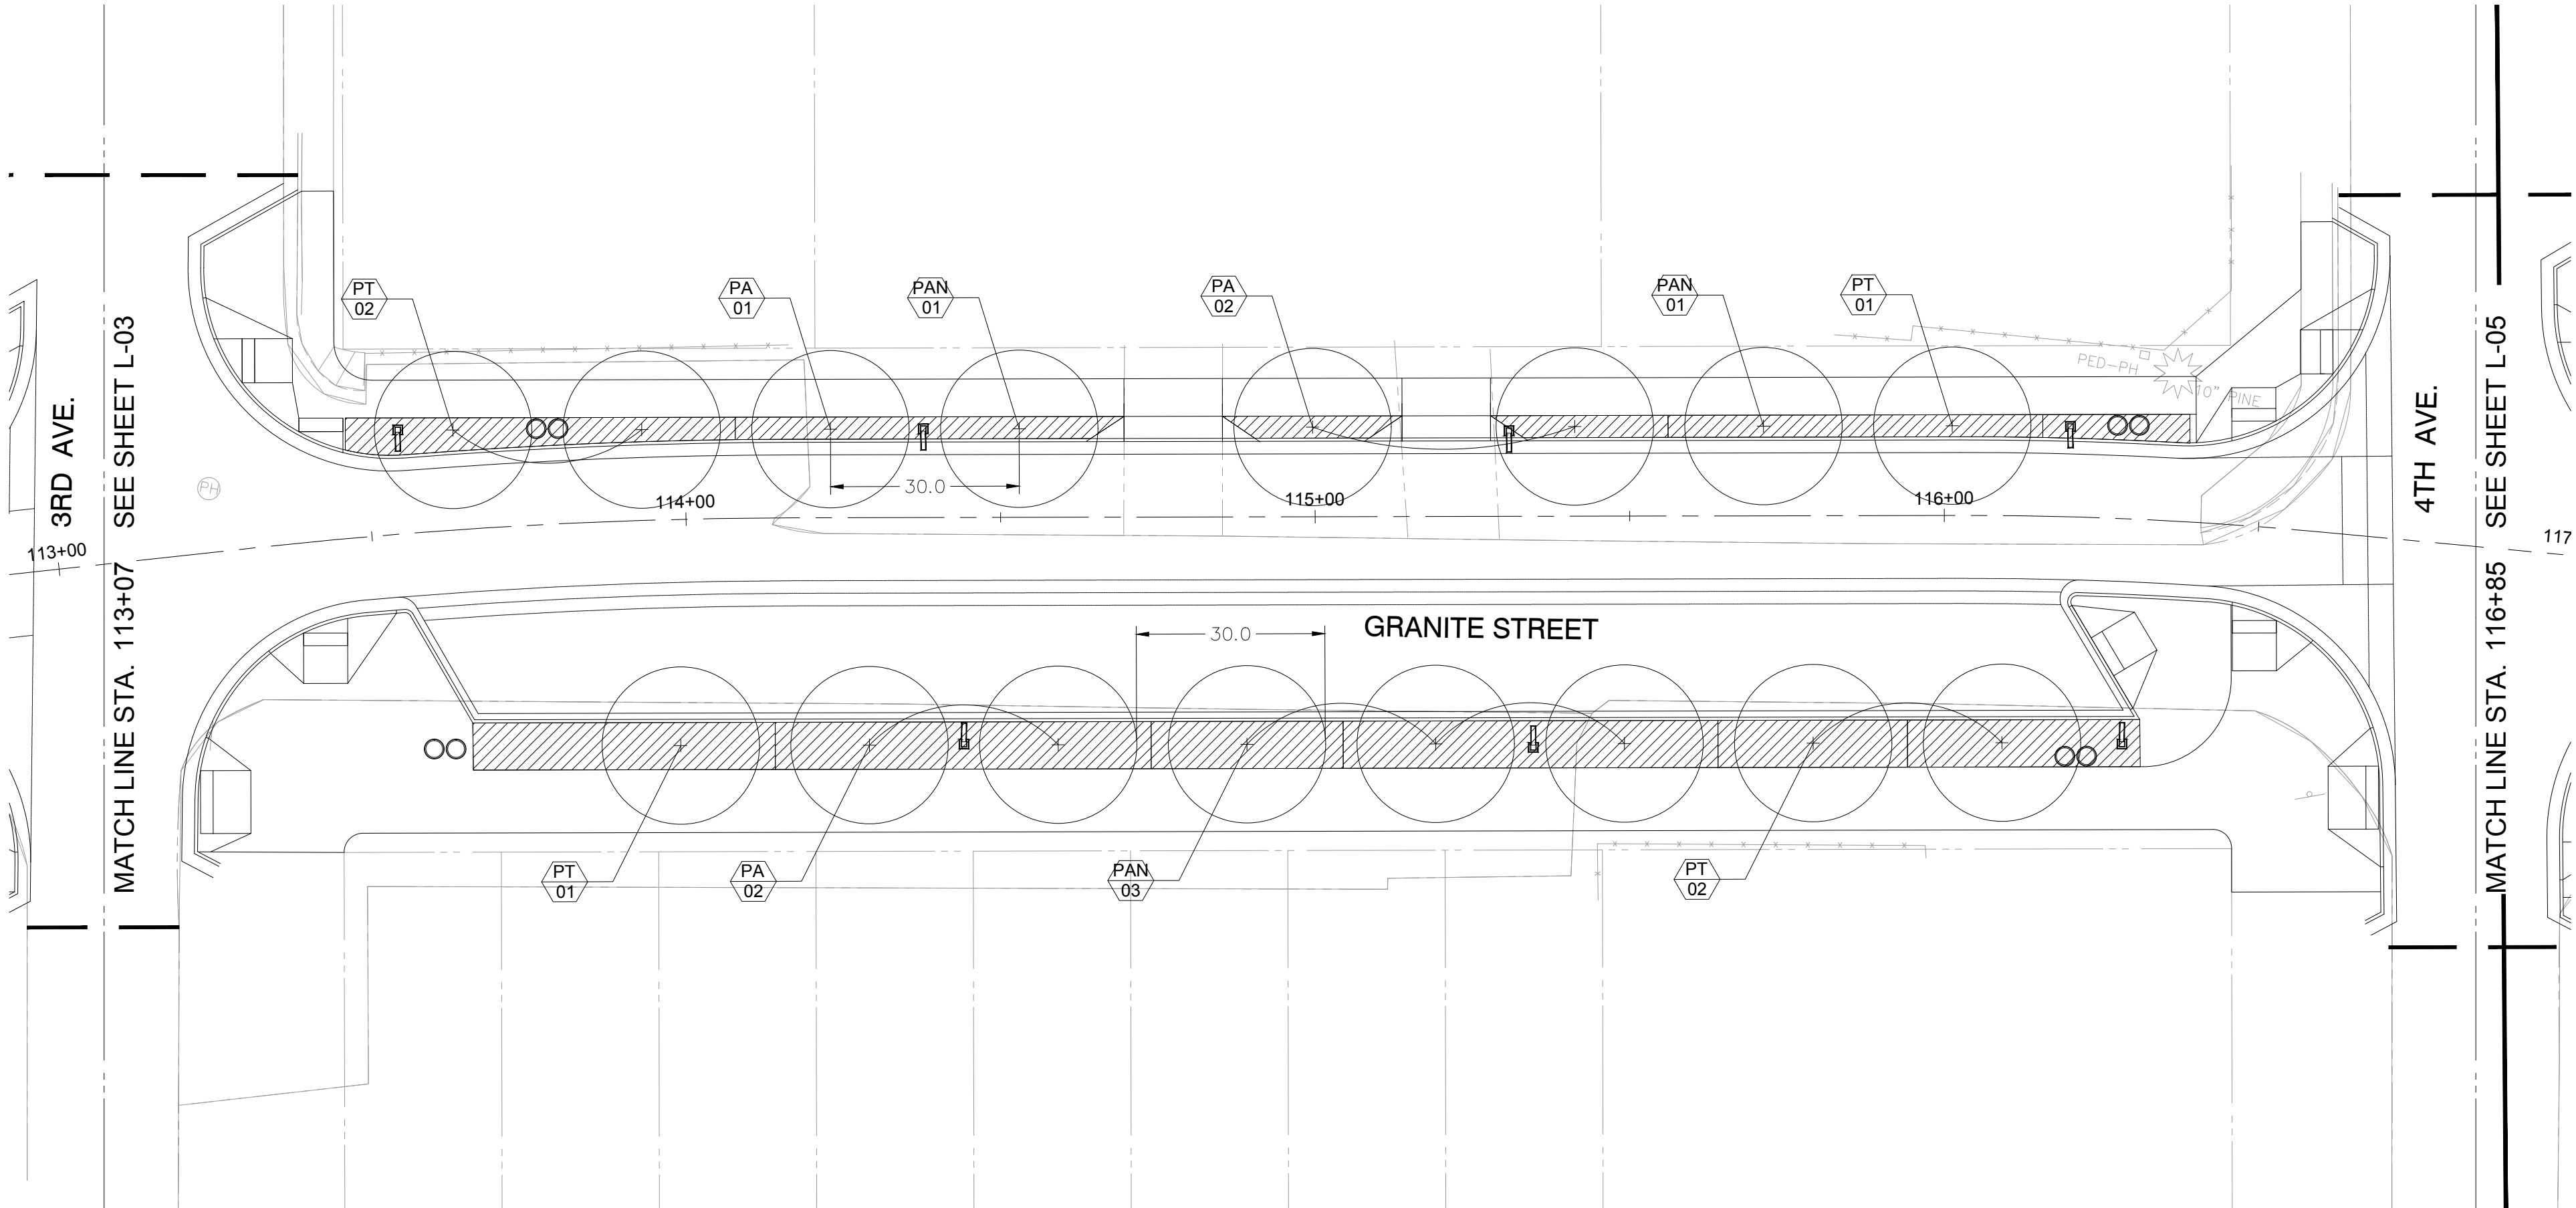 3RD AVE.
MATCH LINE STA. 113+07 SEE SHEET L-03
PT
02
PA
01
PAN
01
PA
02
PAN
01
PT
01
PED-PH
10" PINE
PH
30.0
113+00
114+00
115+00
116+00
117
30.0
GRANITE STREET
PT
01
PA
02
PAN
03
PT
02
4TH AVE.
MATCH LINE STA. 116+85 SEE SHEET L-05